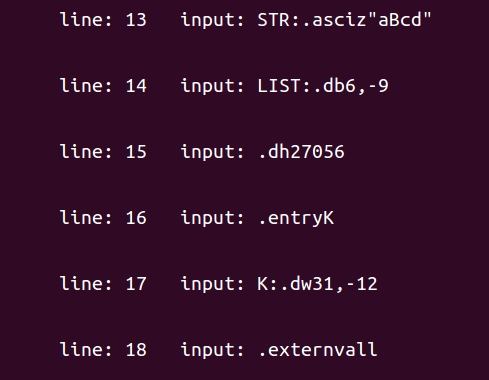 line: 13 input: STR:.asciz"aBcd"
line: 14 input: LIST:.db6,-9
line: 15 input: .dh27056
line: 16 input: .entryK
line: 17 input: K:.dw31,-12
line: 18 input: .externvall